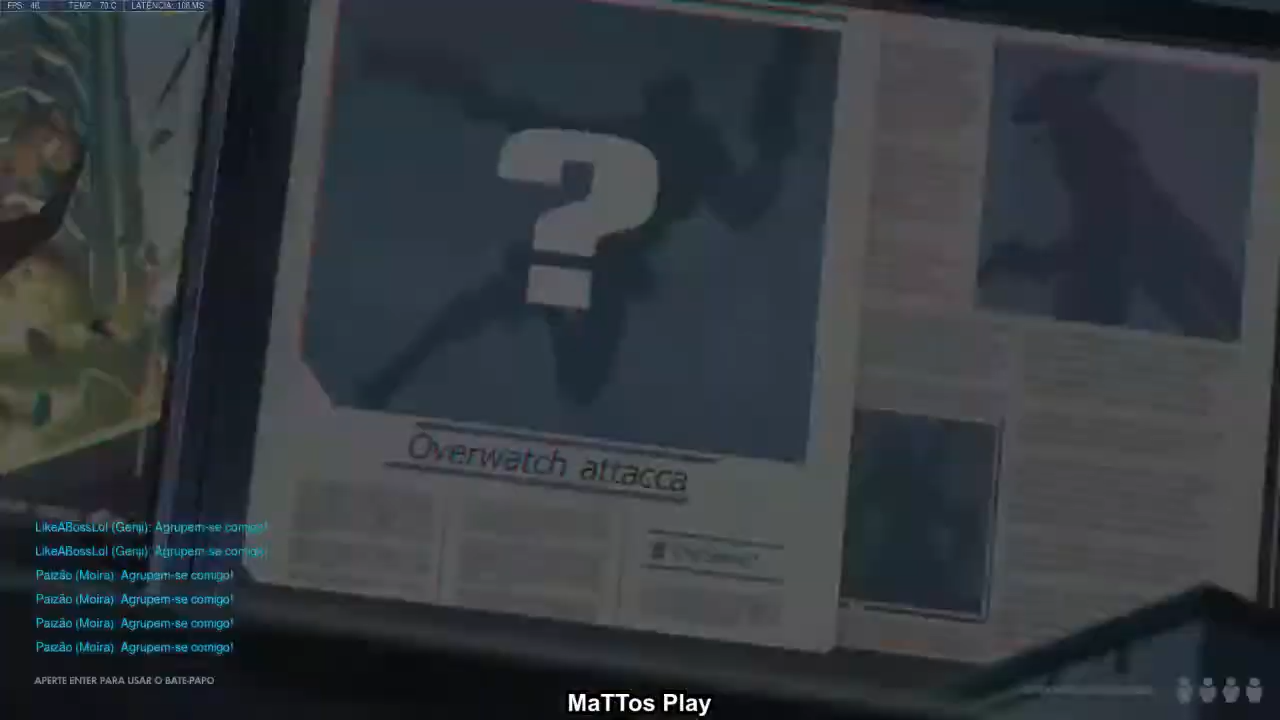 FPS: 46 TEMP: 70 C LATÊNCIA: 106 MS
?
Overwatch attacca
LikeABossLol (Genji): Agrupem-se comigo!
LikeABossLol (Genji): Agrupem-se comigo!
Paizão (Moira): Agrupem-se comigo!
Paizão (Moira): Agrupem-se comigo!
Paizão (Moira): Agrupem-se comigo!
Paizão (Moira): Agrupem-se comigo!
APERTE ENTER PARA USAR O BATE-PAPO
MaTTos Play